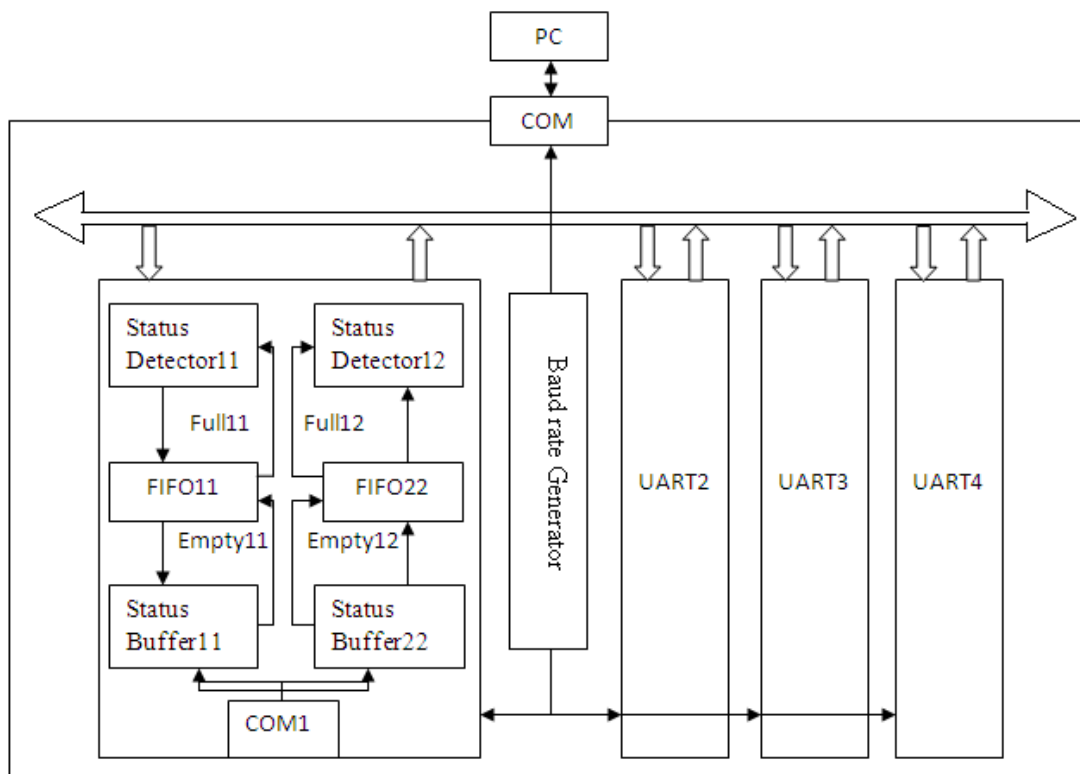 PC
COM
Status
Detector11
Status
Detector12
Full11
Full12
FIFO11
FIFO22
Empty11
Empty12
Status
Buffer11
Status
Buffer22
COM1
Baud rate Generator
UART2
UART3
UART4